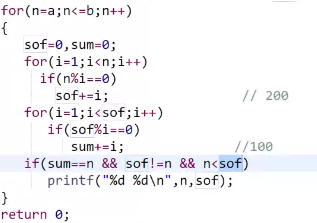 for(n=a;n<=b;n++)
{
sof=0,sum=0;
for(i=1;i<n;i++)
if(n%i==0)
sof+=i; // 200
for(i=1;i<sof;i++)
if(sof%i==0)
sum+=i; //100
if(sum==n && sof!=n && n<sof)
printf("%d %d\n",n,sof);
}
return 0;